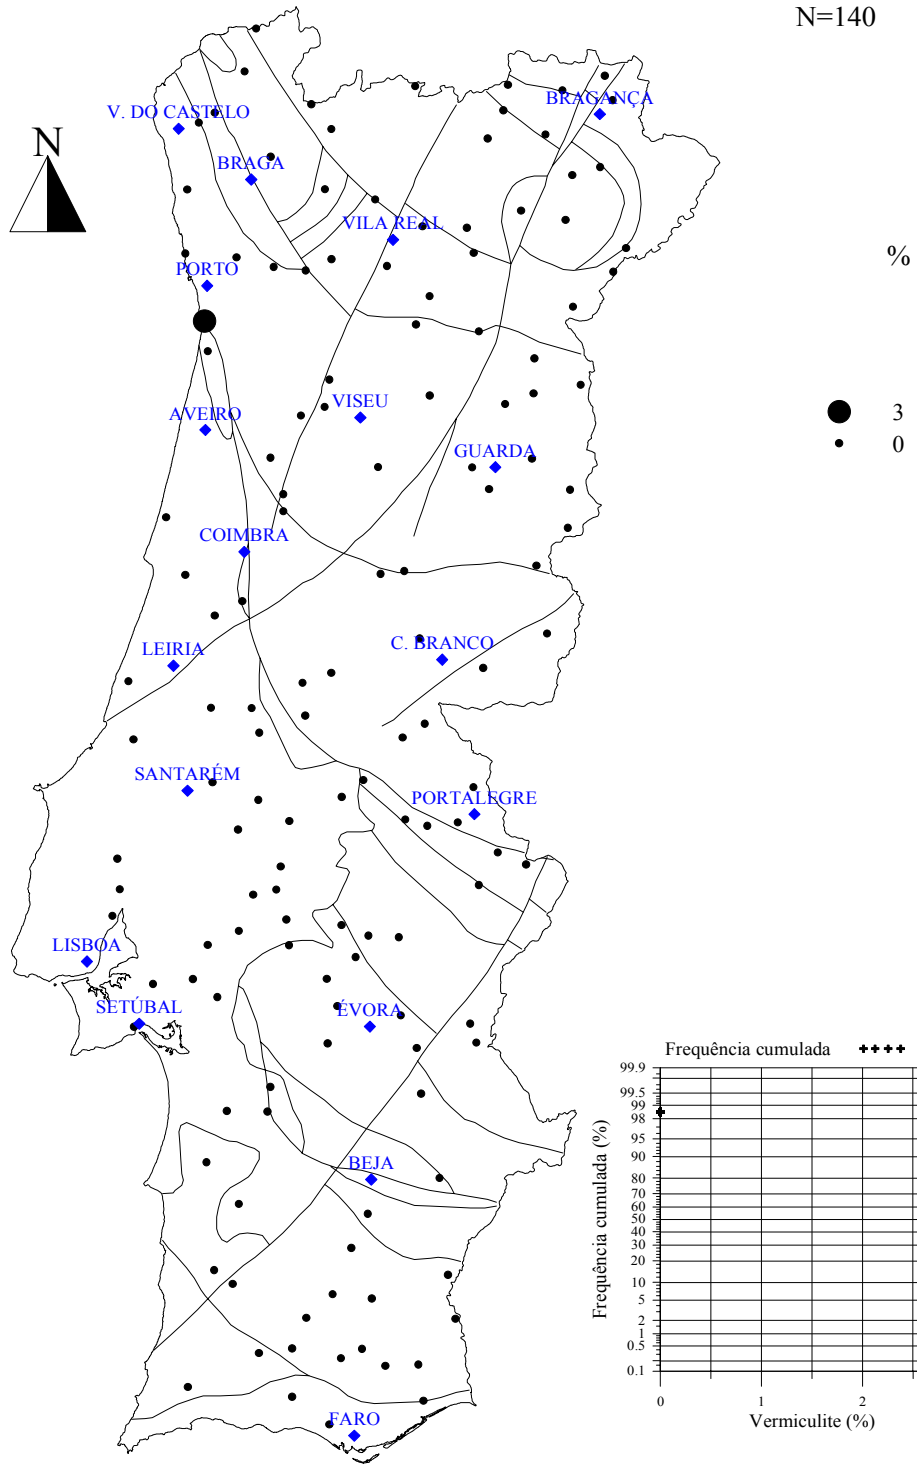 N=140
BRAGANÇA
V. DO CASTELO
N
BRAGA
VILA REAL
%
PORTO
3
0
VISEU
AVEIRO
GUARDA
COIMBRA
C. BRANCO
LEIRIA
SANTARÉM
PORTALEGRE
LISBOA
SETÚBAL
ÉVORA
BEJA
FARO
Frequência cumulada
Frequência cumulada (%)
99.9
99.5
99
98
95
90
80
70
60
50
40
30
20
10
5
2
1
0.5
0.1
0 1 2
Vermiculite (%)